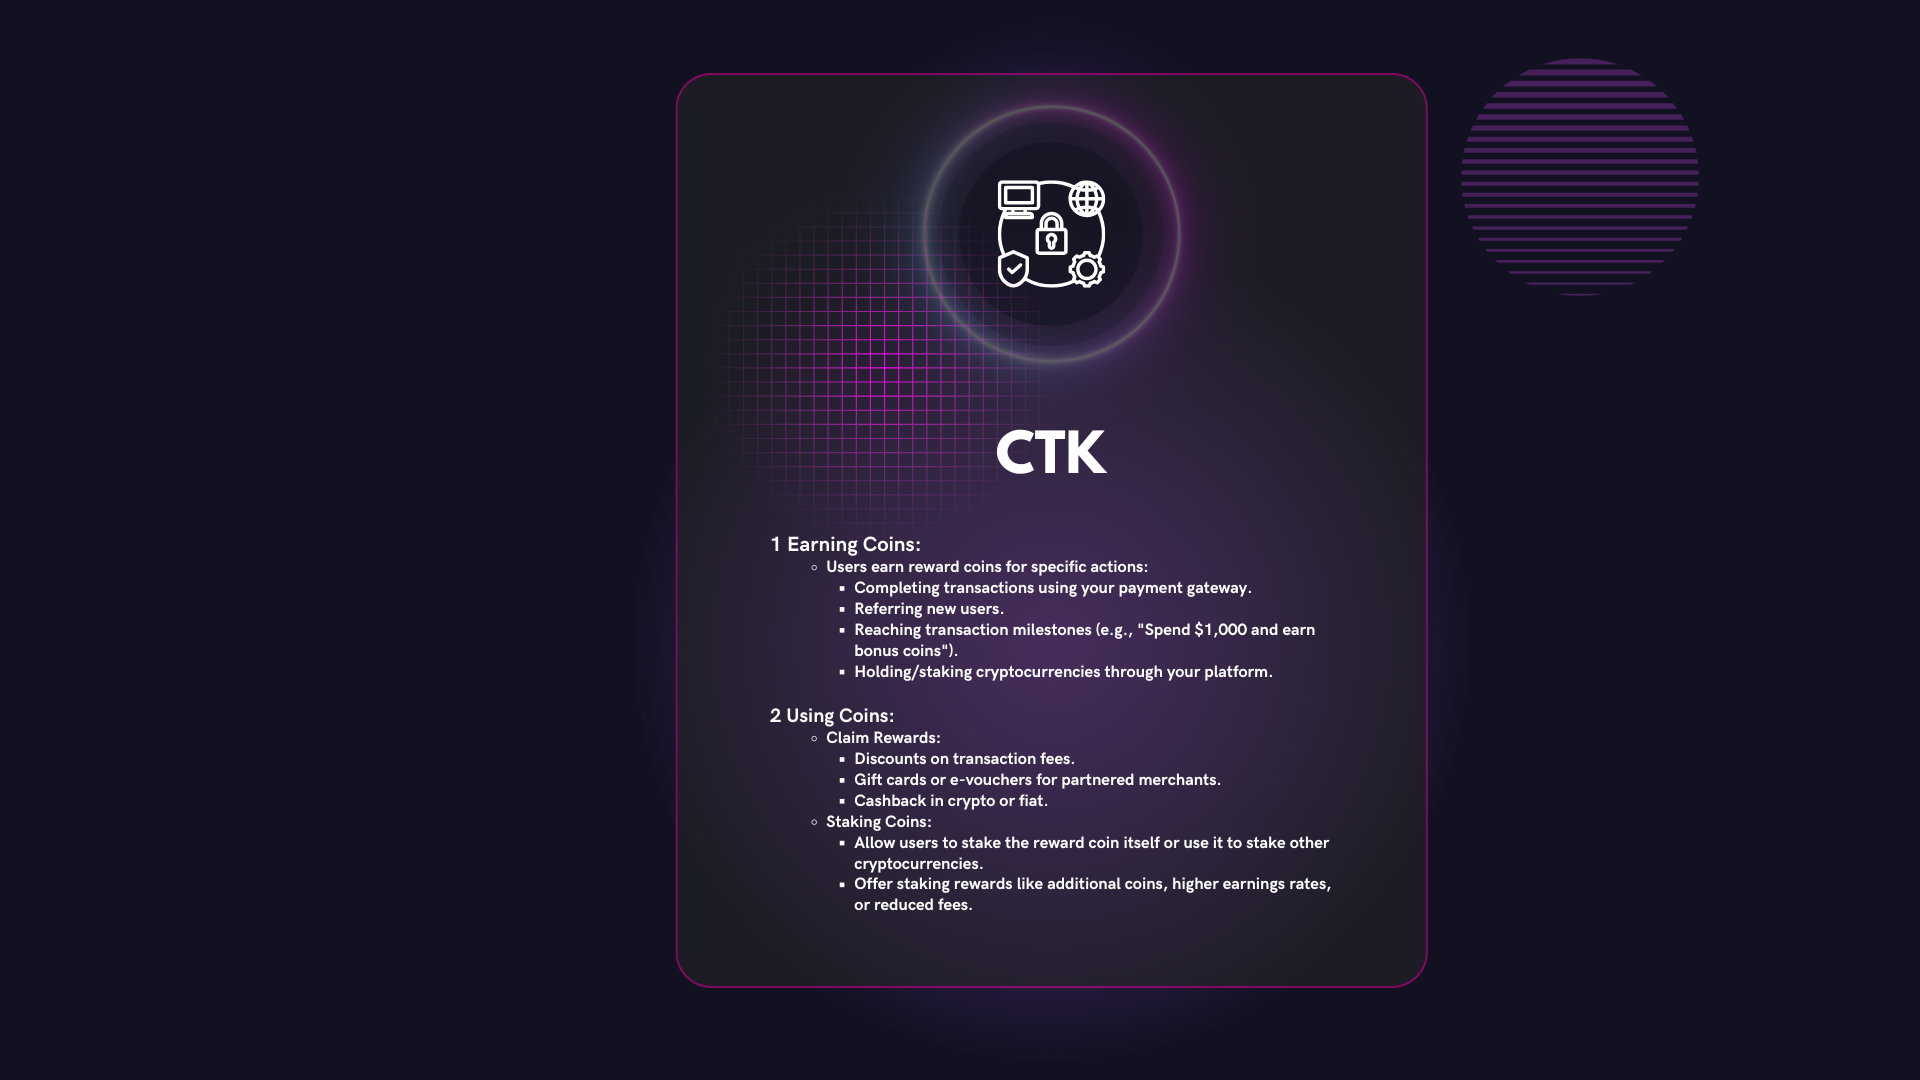 CTK
1 Earning Coins:
◦ Users earn reward coins for specific actions:
▪ Completing transactions using your payment gateway.
▪ Referring new users.
▪ Reaching transaction milestones (e.g., "Spend $1,000 and earn
bonus coins").
▪ Holding/staking cryptocurrencies through your platform.
2 Using Coins:
◦ Claim Rewards:
▪ Discounts on transaction fees.
▪ Gift cards or e-vouchers for partnered merchants.
▪ Cashback in crypto or fiat.
◦ Staking Coins:
▪ Allow users to stake the reward coin itself or use it to stake other
cryptocurrencies.
▪ Offer staking rewards like additional coins, higher earnings rates,
or reduced fees.